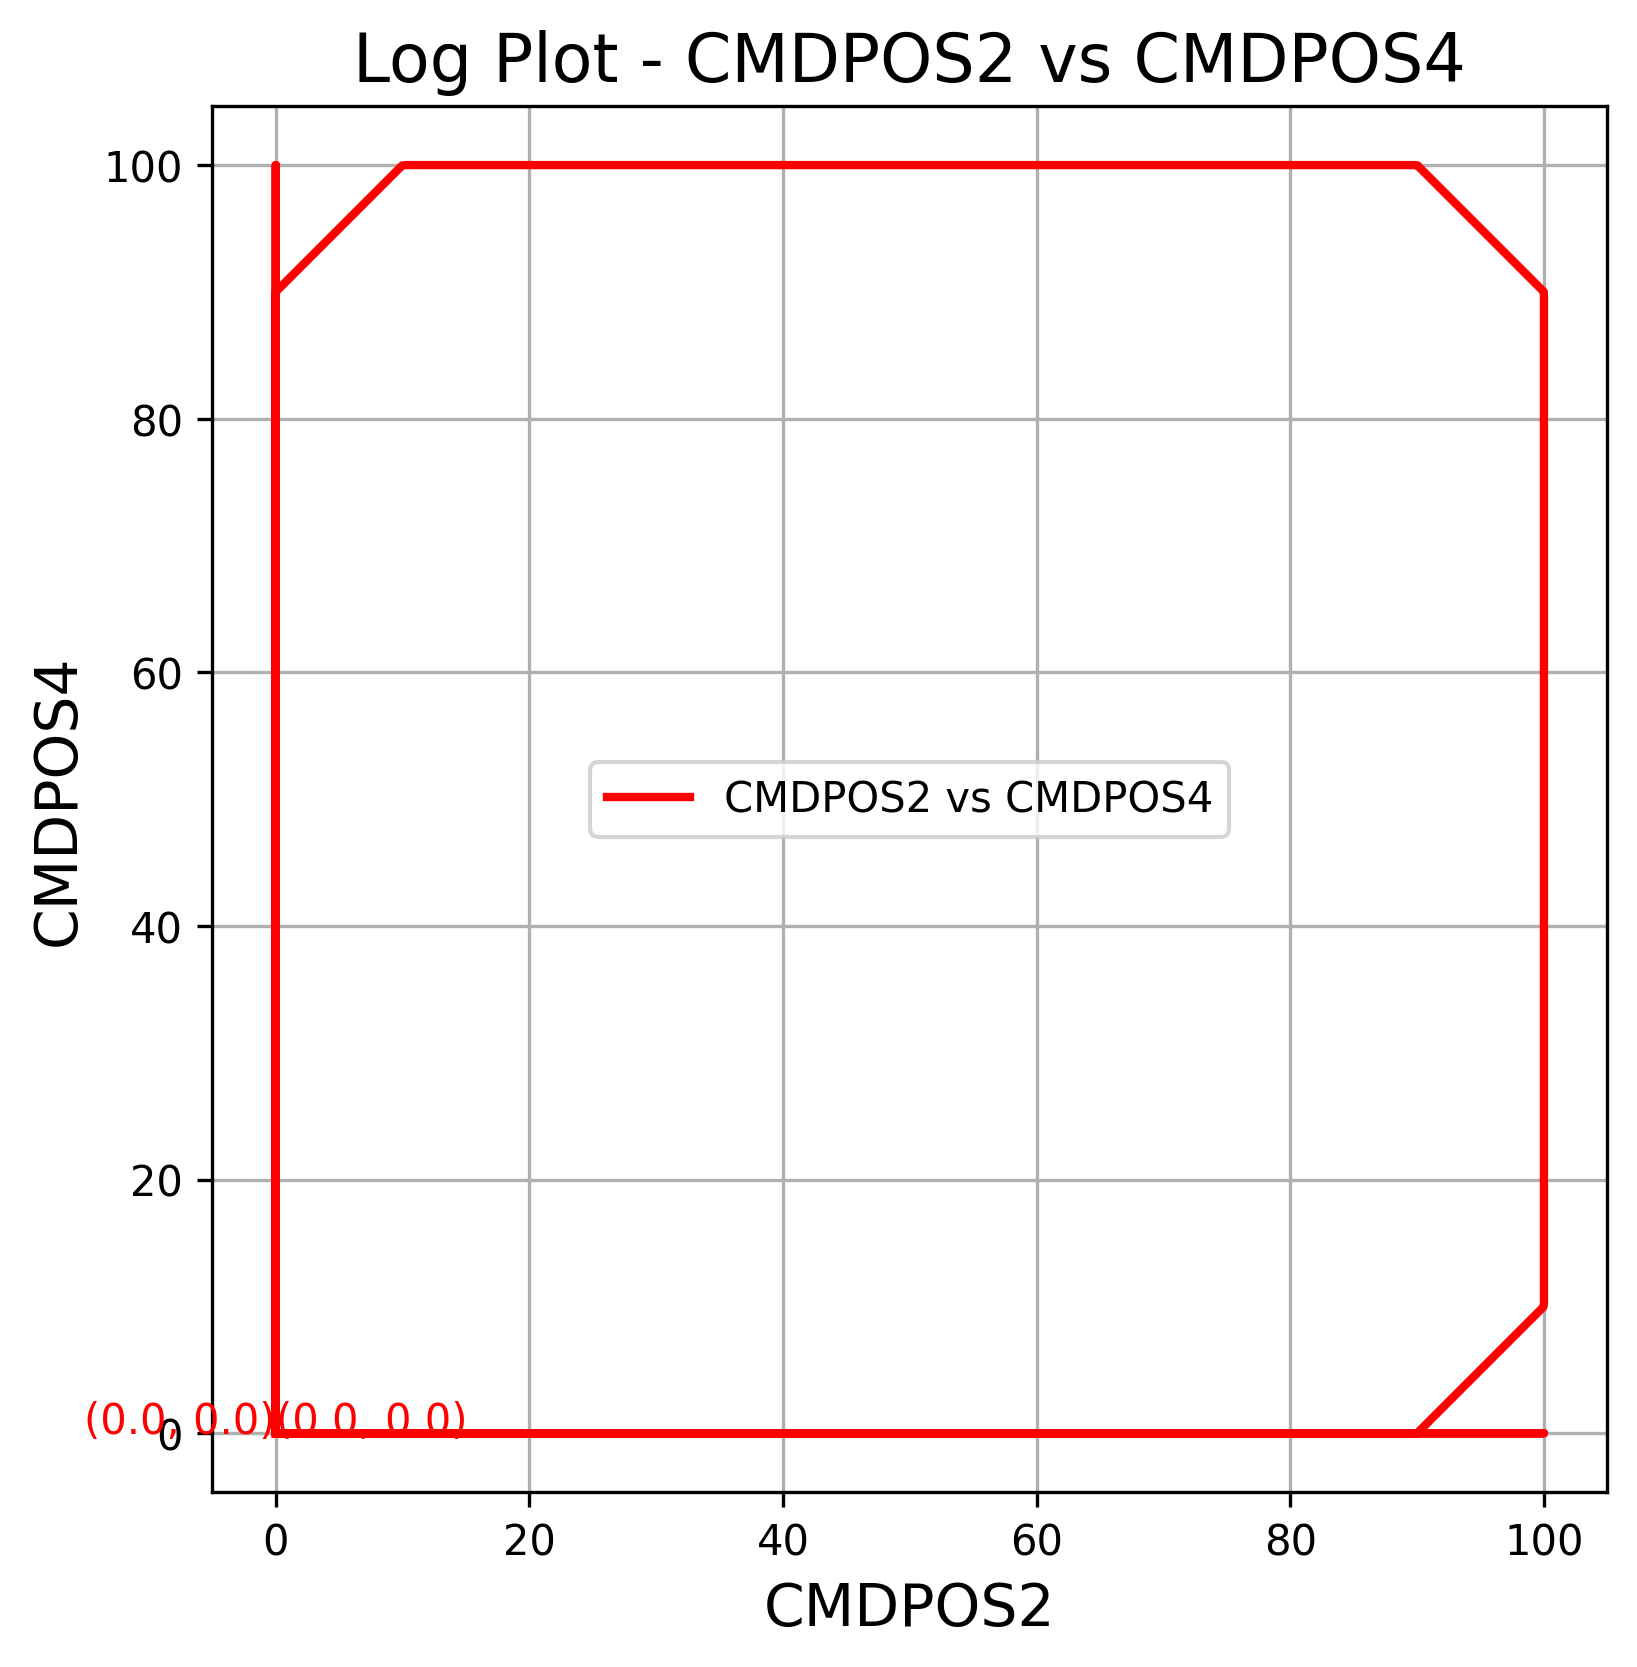 Log Plot - CMDPOS2 vs CMDPOS4
100
80
60
40
20
0
CMDPOS4
CMDPOS2 vs CMDPOS4
(0.0, 0.0)
(0.0, 0.0)
0 20 40 60 80 100
CMDPOS2